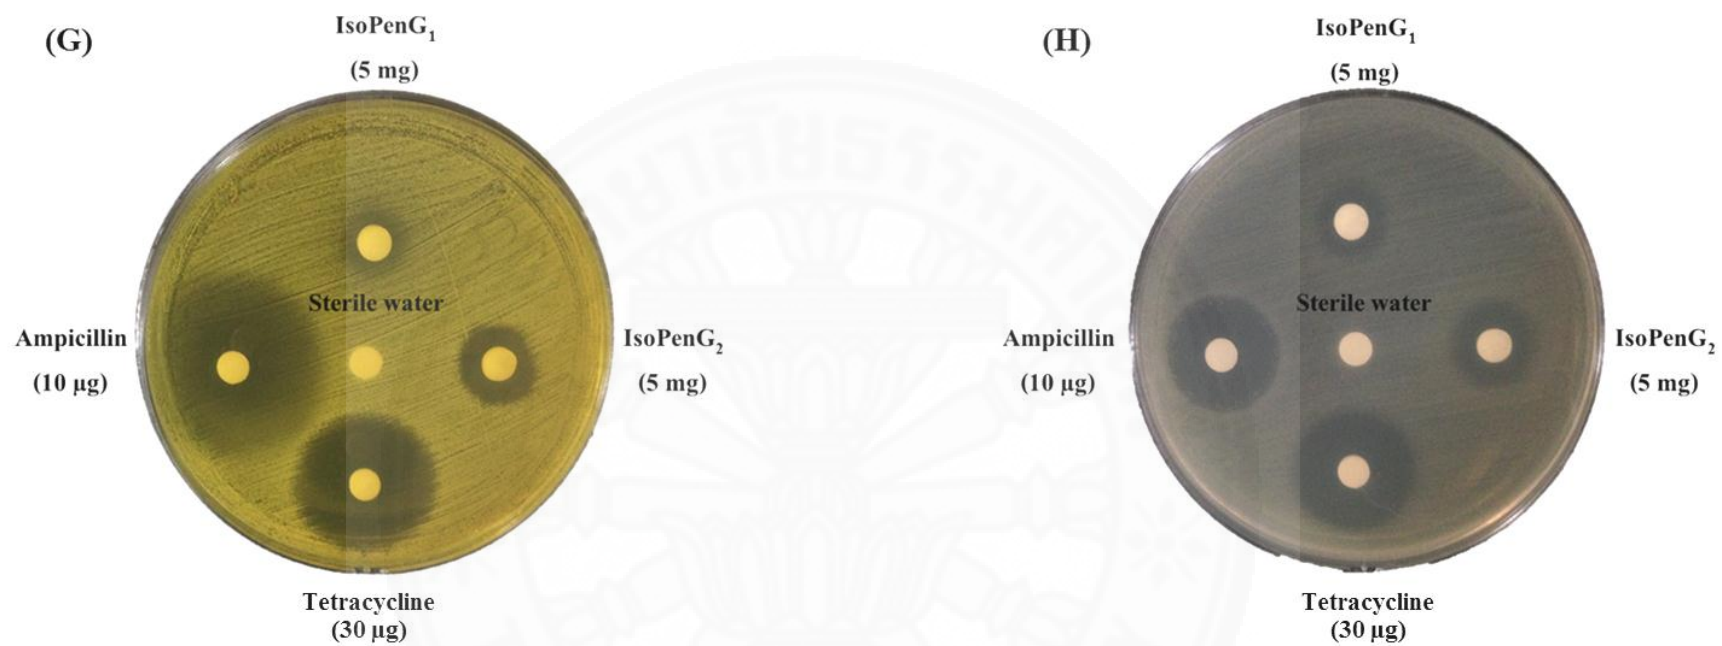 (G)
IsoPenG₁
(5 mg)
Sterile water
Ampicillin
(10 µg)
IsoPenG₂
(5 mg)
Tetracycline
(30 µg)
(H)
IsoPenG₁
(5 mg)
Sterile water
Ampicillin
(10 µg)
IsoPenG₂
(5 mg)
Tetracycline
(30 µg)